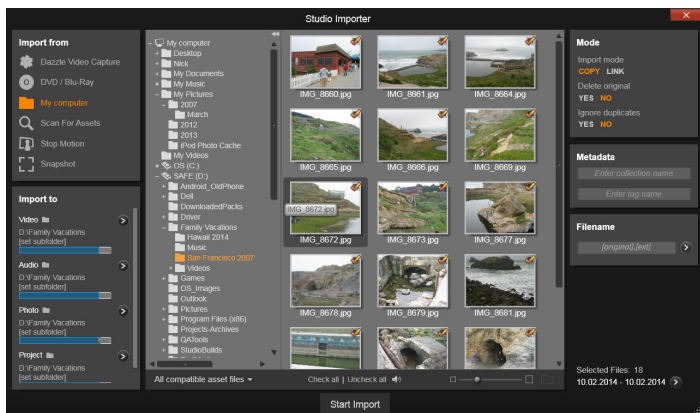 Studio Importer
Import from
Dazzle Video Capture
DVD / Blu-Ray
My computer
Scan For Assets
Stop Motion
Snapshot
Import to
Video
D:\Family Vacations
[set subfolder]
Audio
D:\Family Vacations
[set subfolder]
Photo
D:\Family Vacations
[set subfolder]
Project
D:\Family Vacations
[set subfolder]
My computer
Desktop
Nick
My Documents
My Music
My Pictures
2007
March
2012
2013
iPod Photo Cache
My Videos
OS (C:)
SAFE (D:)
Android_OldPhone
Dell
DownloadedPacks
Driver
Family Vacations
Hawaii 2014
Music
San Francisco 2007
Videos
Games
OS_Images
Outlook
Pictures
Program Files (x86)
Projects-Archives
QATools
StudioBuilds
IMG_8660.jpg
IMG_8661.jpg
IMG_8664.jpg
IMG_8665.jpg
IMG_8666.jpg
IMG_8669.jpg
IMG_8672.jpg
IMG_8672.jpg
IMG_8673.jpg
IMG_8677.jpg
IMG_8678.jpg
IMG_8679.jpg
IMG_8681.jpg
All compatible asset files
Check all | Uncheck all
Mode
Import mode
COPY LINK
Delete original
YES NO
Ignore duplicates
YES NO
Metadata
Enter collection name
Enter tag name
Filename
[original].[ext]
Selected Files: 18
10.02.2014 - 10.02.2014
Start Import